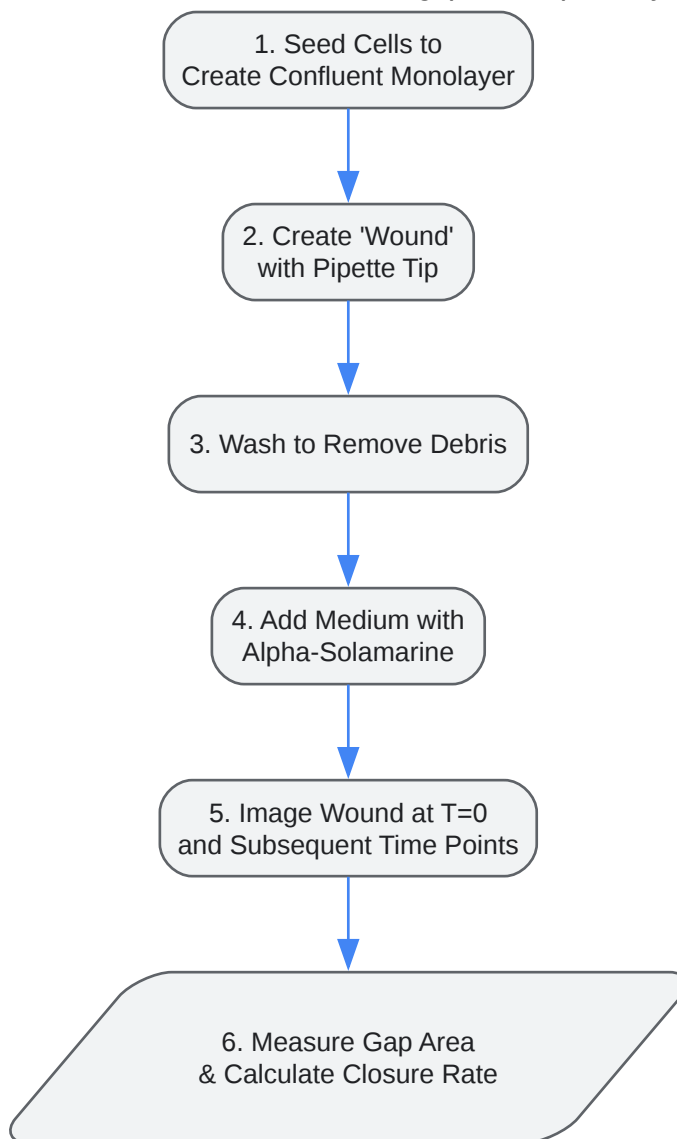 1. Seed Cells to
Create Confluent Monolayer
2. Create 'Wound'
with Pipette Tip
3. Wash to Remove Debris
4. Add Medium with
Alpha-Solamarine
5. Image Wound at T=0
and Subsequent Time Points
6. Measure Gap Area
& Calculate Closure Rate